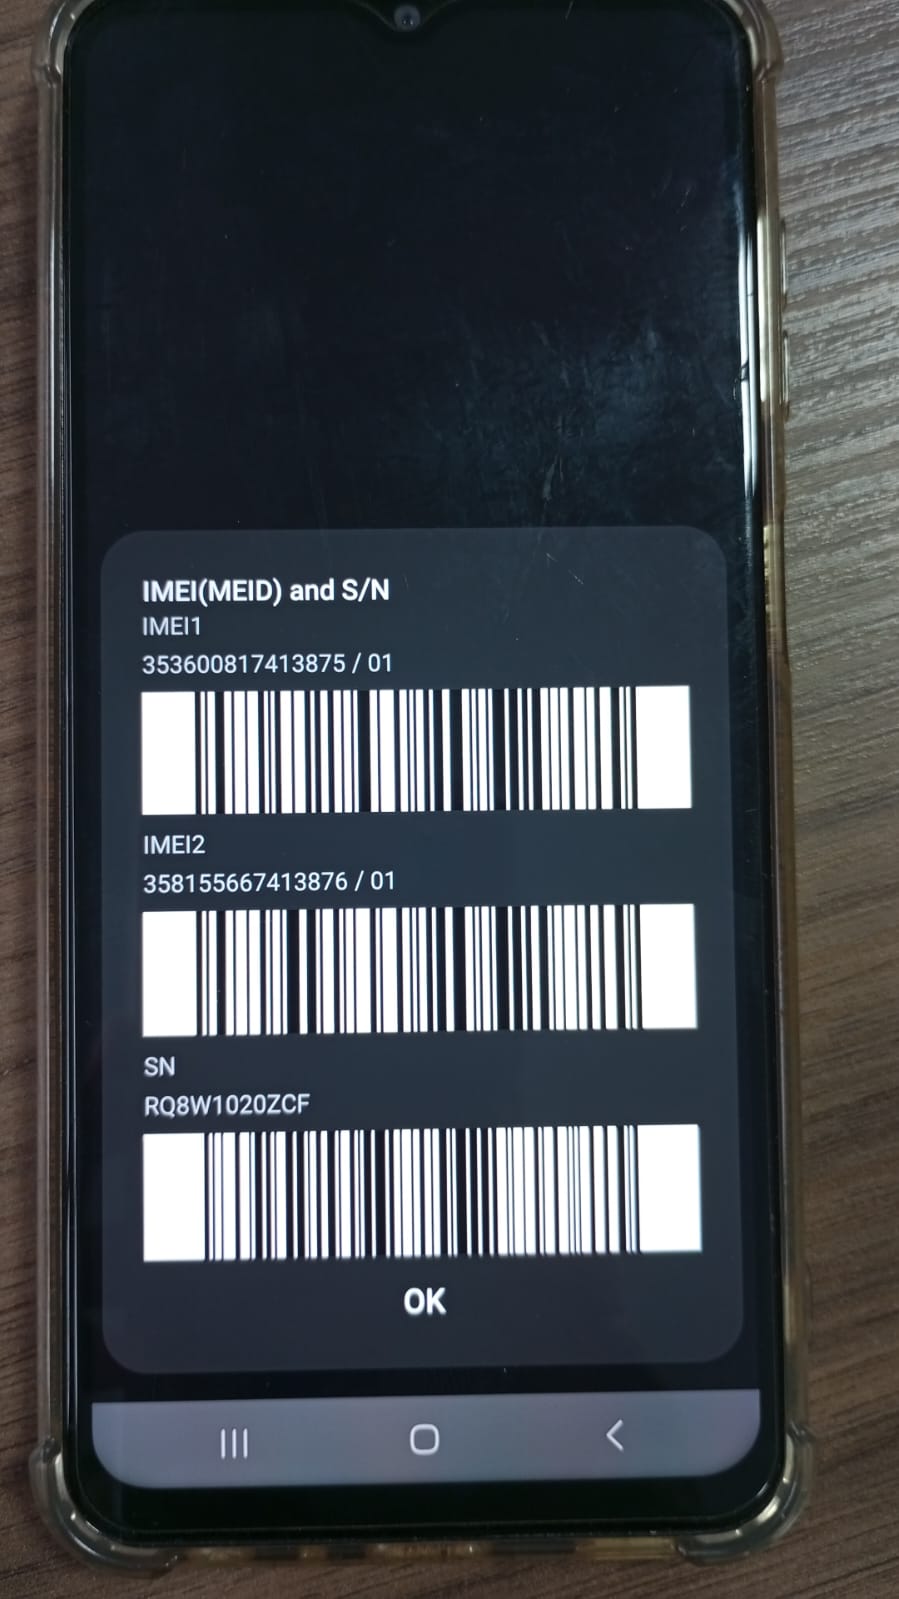 IMEI(MEID) and S/N
IMEI1
353600817413875 / 01
IMEI2
358155667413876 / 01
SN
RQ8W1020ZCF
OK